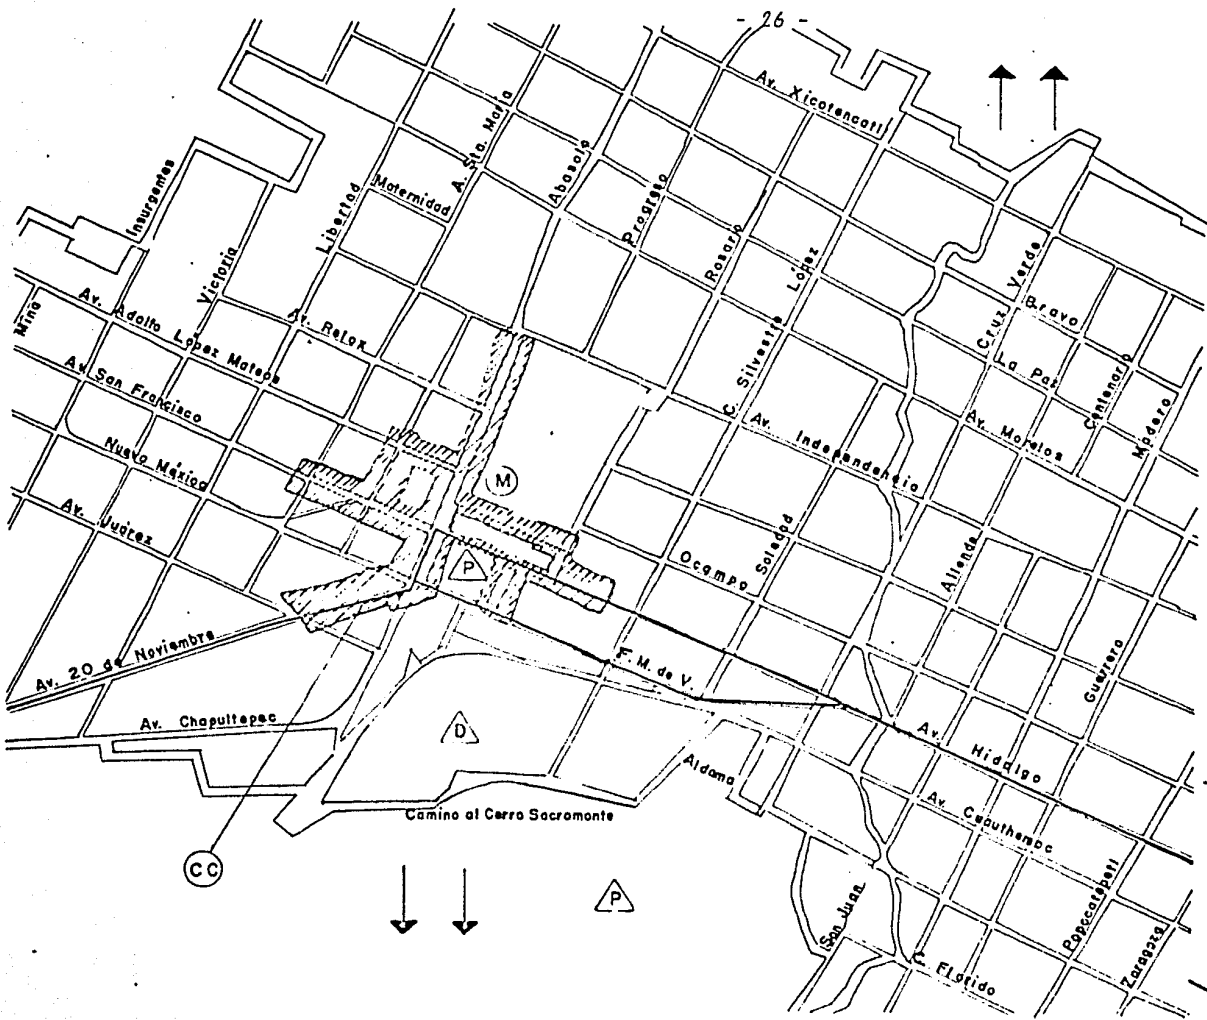 - 26 -
Av. Xicotencatl
A. Sta. María
Abasolo
Insurgentes
Maternidad
Libertad
Progreso
Rosario
López
Silvestre
C.
Verde
Cruz
Bravo
Victoria
Mina
Av. Adolfo López Mateos
Av. Relox
La Paz
Centenario
Madero
Av. San Francisco
Av. Independencia
Av. Morelos
Nuevo México
M
Av. Juárez
Soledad
Ocampo
Allende
P
Av. 20 de Noviembre
F. M. de V.
Guerrero
Av. Chapultepec
D
Av. Hidalgo
Aldama
Av. Cuauthemoc
Camino al Cerro Sacromonte
CC
P
San Juan
Popocatepetl
Zaragoza
C. Florido